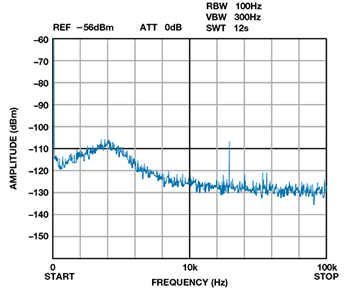 RBW 100Hz
VBW 300Hz
REF –56dBm ATT 0dB SWT 12s
–60
–70
–80
–90
–100
–110
–120
–130
–140
–150
AMPLITUDE (dBm)
0 10k 100k
START STOP
FREQUENCY (Hz)